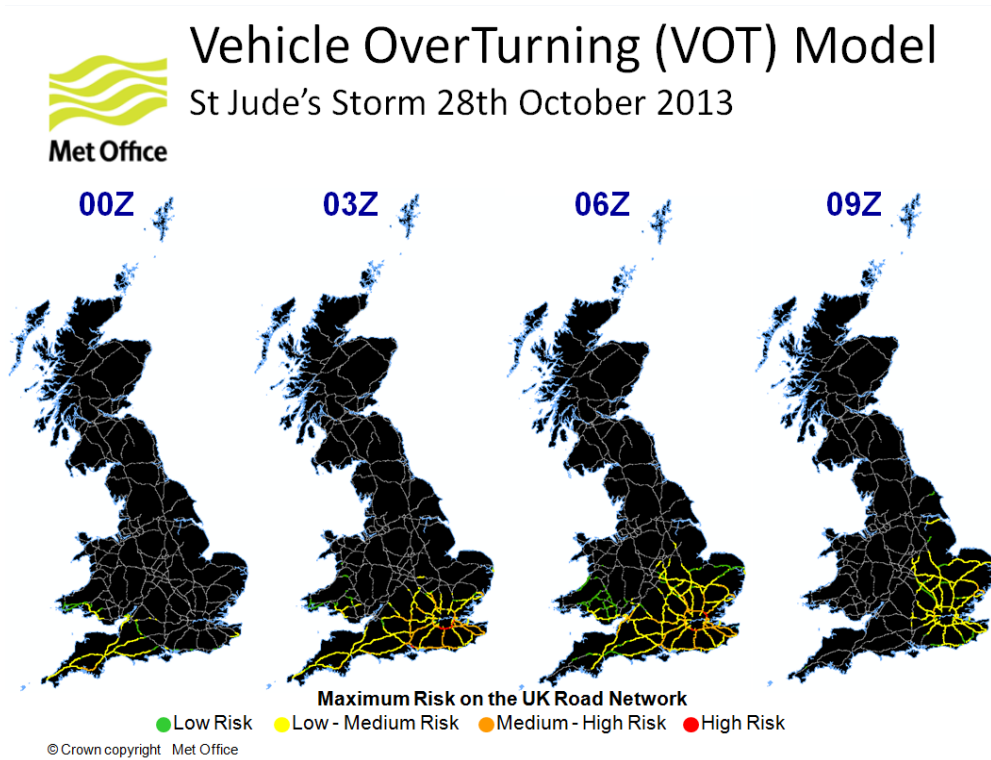 Vehicle OverTurning (VOT) Model
St Jude's Storm 28th October 2013
Met Office
00Z 03Z 06Z 09Z
Maximum Risk on the UK Road Network
Low Risk Low - Medium Risk Medium - High Risk High Risk
© Crown copyright Met Office